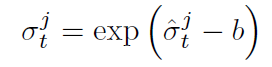 σ_t^j = exp(σ̂_t^j − b)